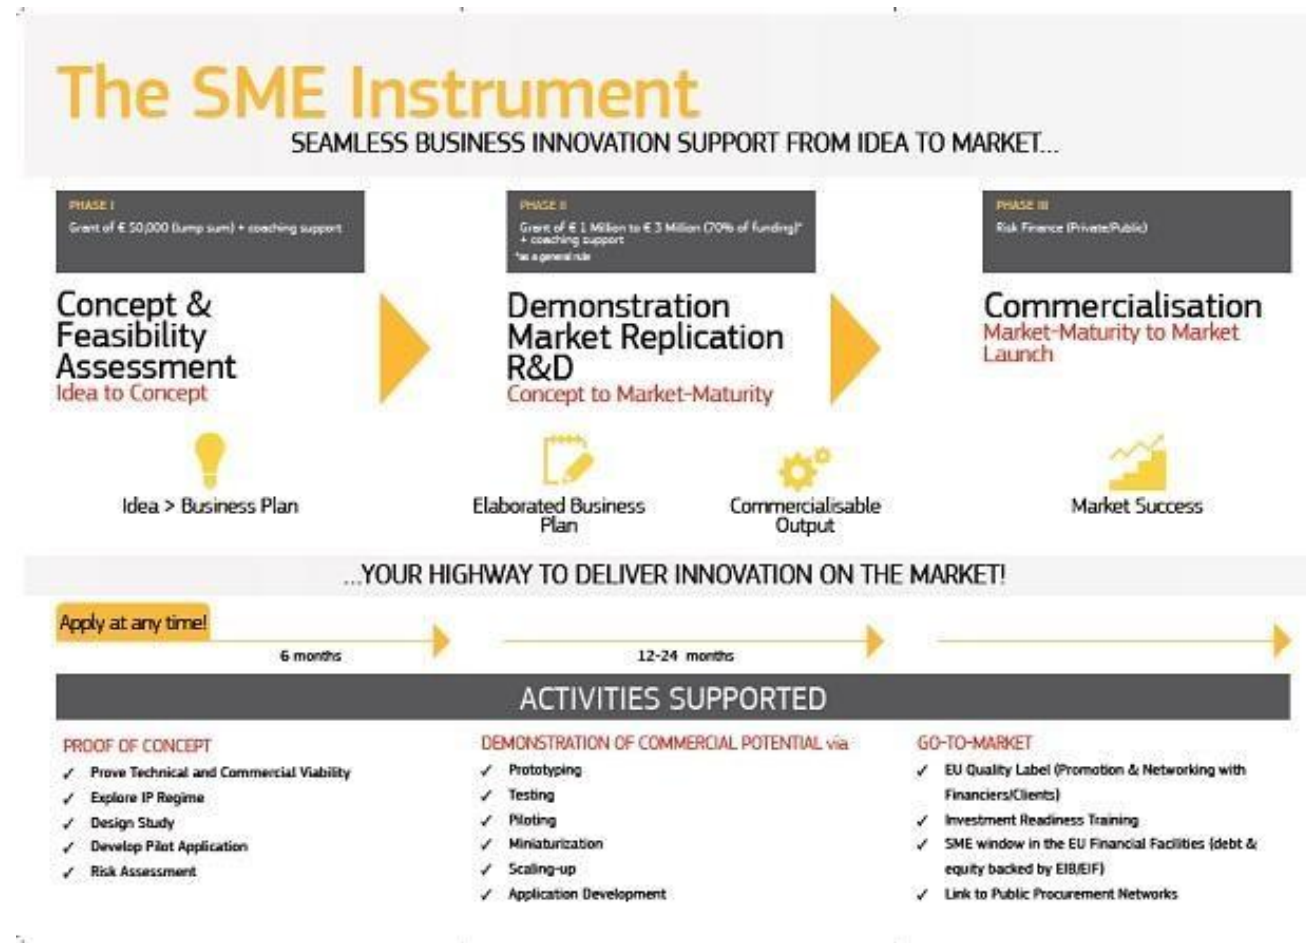 The SME Instrument
SEAMLESS BUSINESS INNOVATION SUPPORT FROM IDEA TO MARKET...
PHASE I
Grant of € 50,000 (lump sum) + coaching support
Concept &
Feasibility
Assessment
Idea to Concept
PHASE II
Grant of € 1 Million to € 3 Million (70% of funding)*
+ coaching support
*as a general rule
Demonstration
Market Replication
R&D
Concept to Market-Maturity
PHASE III
Risk Finance (Private/Public)
Commercialisation
Market-Maturity to Market
Launch
Idea > Business Plan
Elaborated Business
Plan
Commercialisable
Output
Market Success
...YOUR HIGHWAY TO DELIVER INNOVATION ON THE MARKET!
Apply at any time!
6 months
12-24 months
ACTIVITIES SUPPORTED
PROOF OF CONCEPT
✓ Prove Technical and Commercial Viability
✓ Explore IP Regime
✓ Design Study
✓ Develop Pilot Application
✓ Risk Assessment
DEMONSTRATION OF COMMERCIAL POTENTIAL via
✓ Prototyping
✓ Testing
✓ Piloting
✓ Miniaturization
✓ Scaling-up
✓ Application Development
GO-TO-MARKET
✓ EU Quality Label (Promotion & Networking with
Financiers/Clients)
✓ Investment Readiness Training
✓ SME window in the EU Financial Facilities (debt &
equity backed by EIB/EIF)
✓ Link to Public Procurement Networks